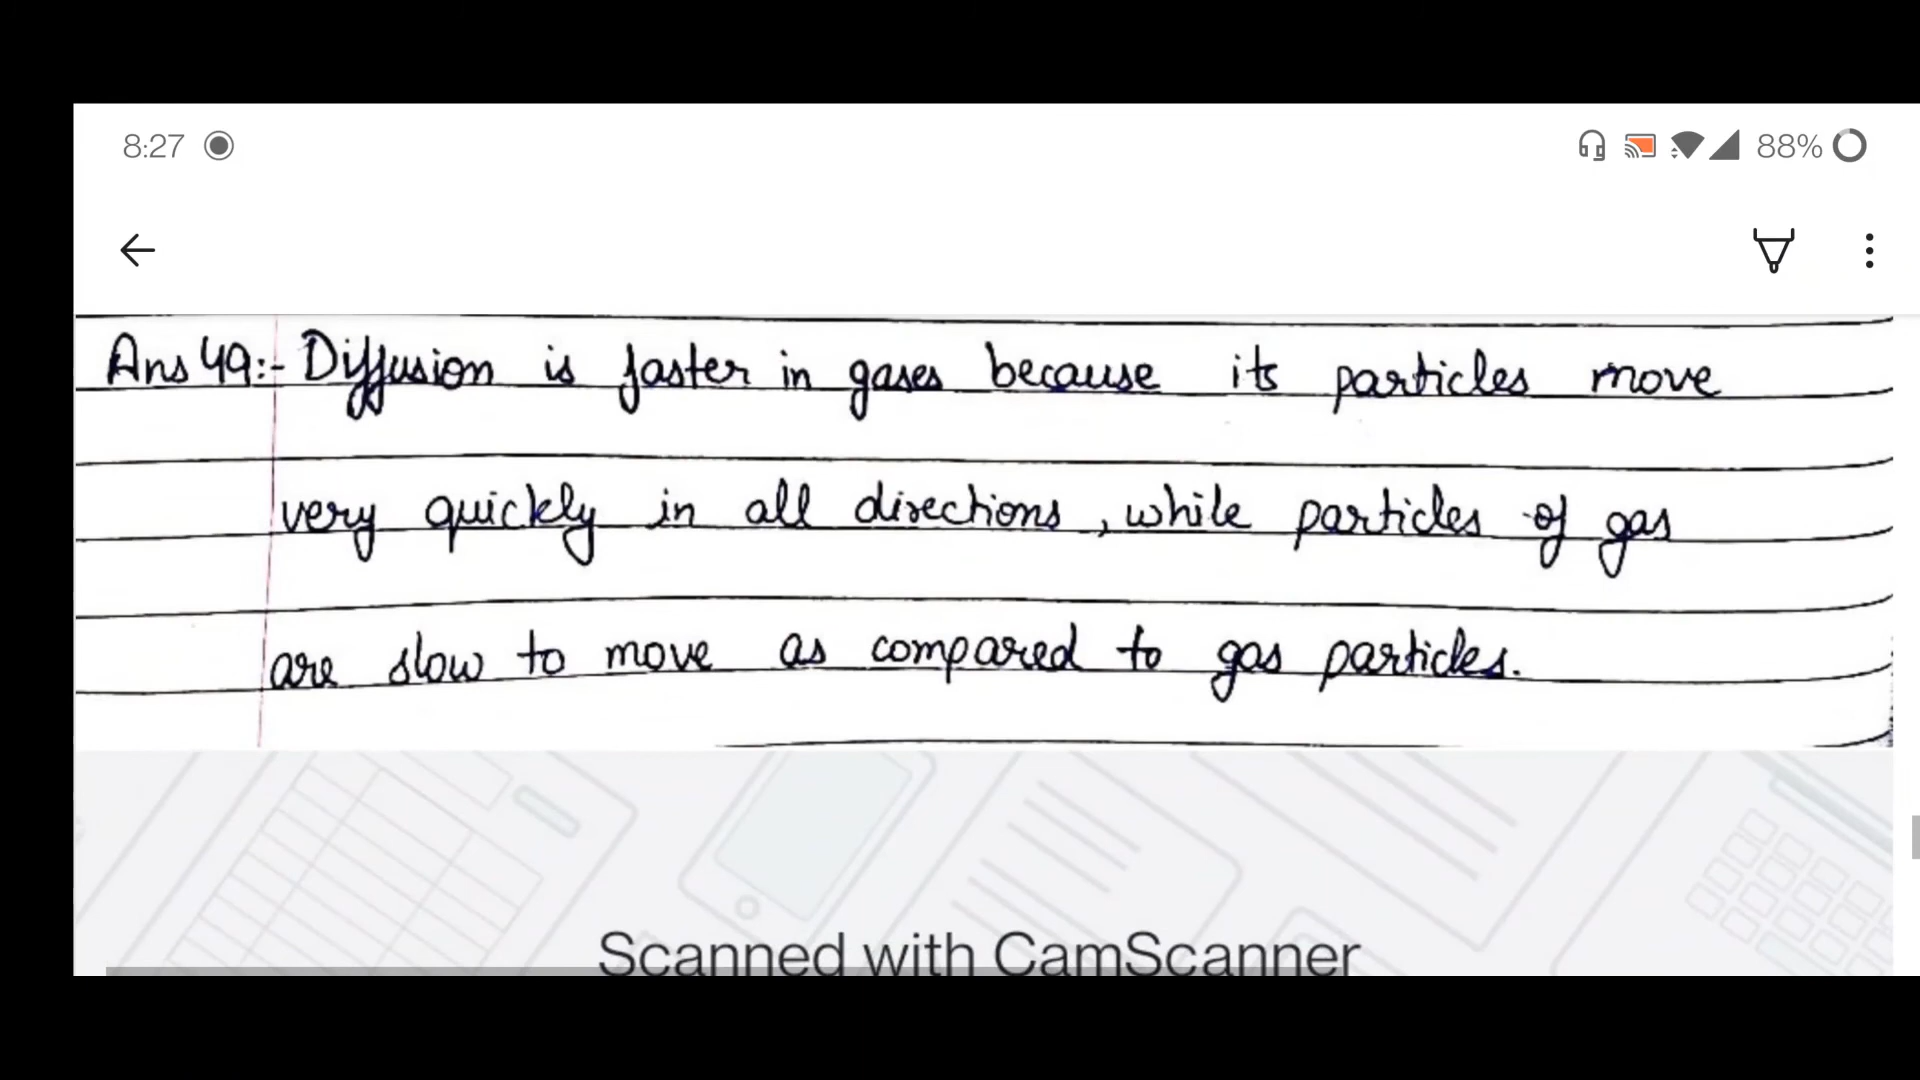 8:27 88%
Ans 49:- Diffusion is faster in gases because its particles move
very quickly in all directions, while particles of gas
are slow to move as compared to gas particles.
Scanned with CamScanner